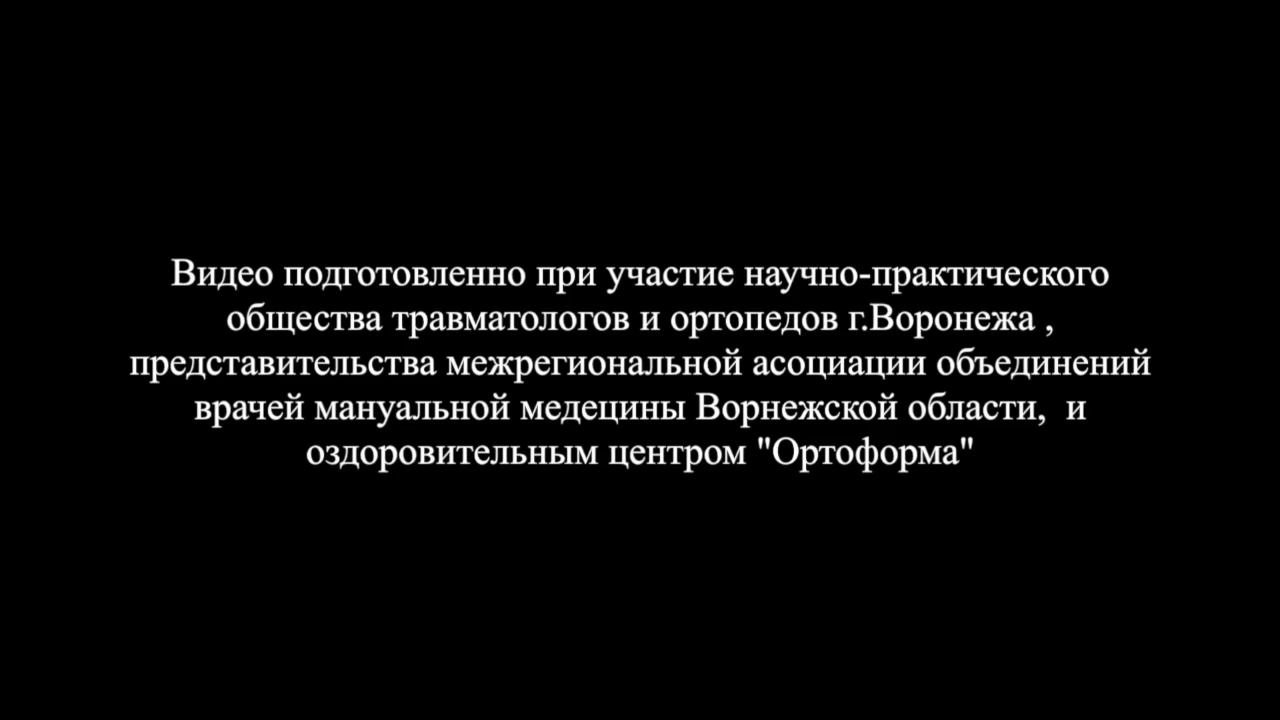 Видео подготовленно при участие научно-практического
общества травматологов и ортопедов г.Воронежа ,
представительства межрегиональной асоциации объединений
врачей мануальной медецины Ворнежской области,  и
оздоровительным центром "Ортоформа"